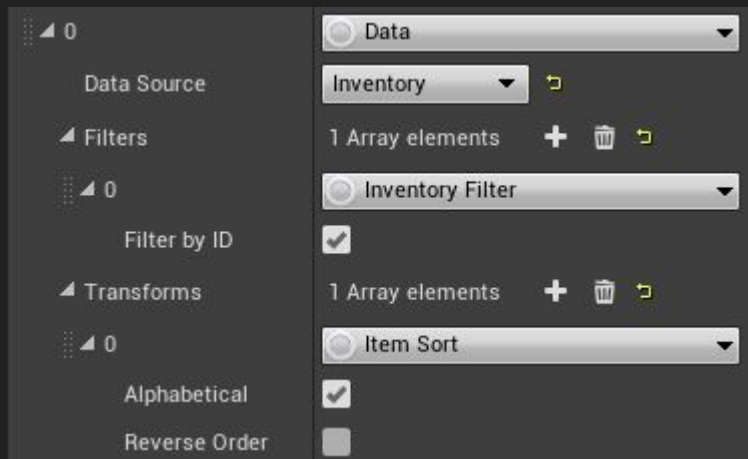 0 Data
Data Source Inventory
Filters 1 Array elements
0 Inventory Filter
Filter by ID
Transforms 1 Array elements
0 Item Sort
Alphabetical
Reverse Order